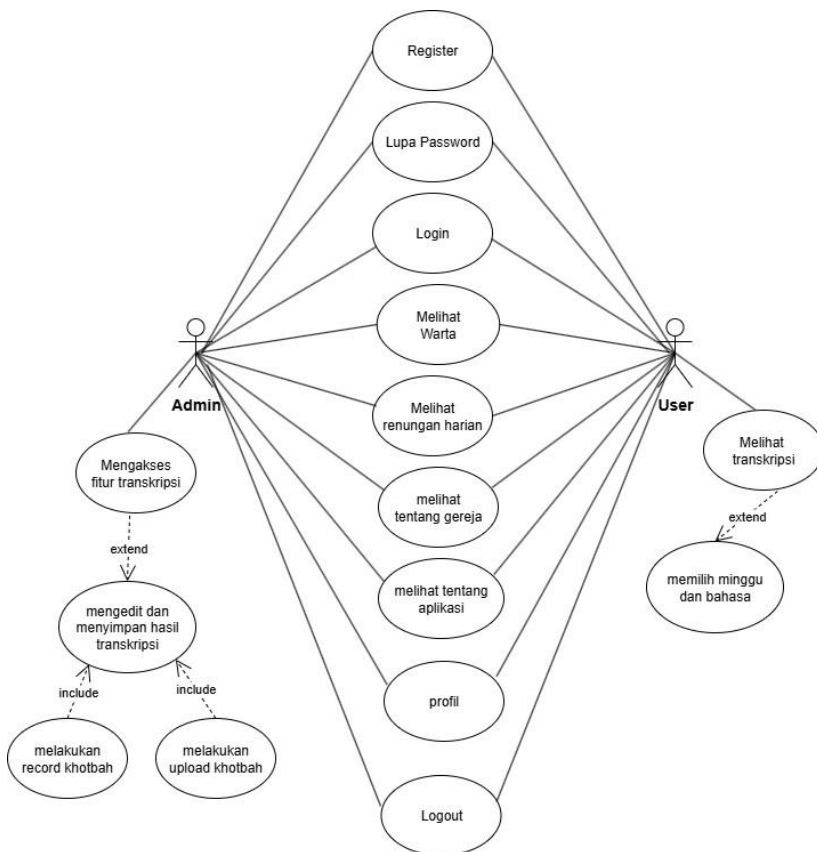 Register
Lupa Password
Login
Melihat
Warta
Admin
User
Melihat
renungan harian
Mengakses
fitur transkripsi
Melihat
transkripsi
melihat
tentang gereja
extend
extend
melihat tentang
aplikasi
memilih minggu
dan bahasa
mengedit dan
menyimpan hasil
transkripsi
include
include
profil
melakukan
record khotbah
melakukan
upload khotbah
Logout